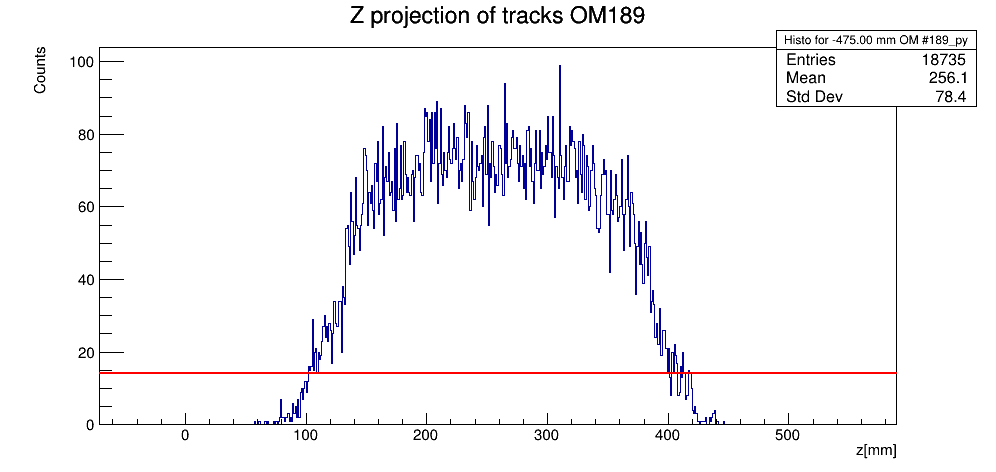 Z projection of tracks OM189
Histo for -475.00 mm OM #189_py
Entries 18735
Mean 256.1
Std Dev 78.4
Counts
100
80
60
40
20
0
0 100 200 300 400 500
z[mm]